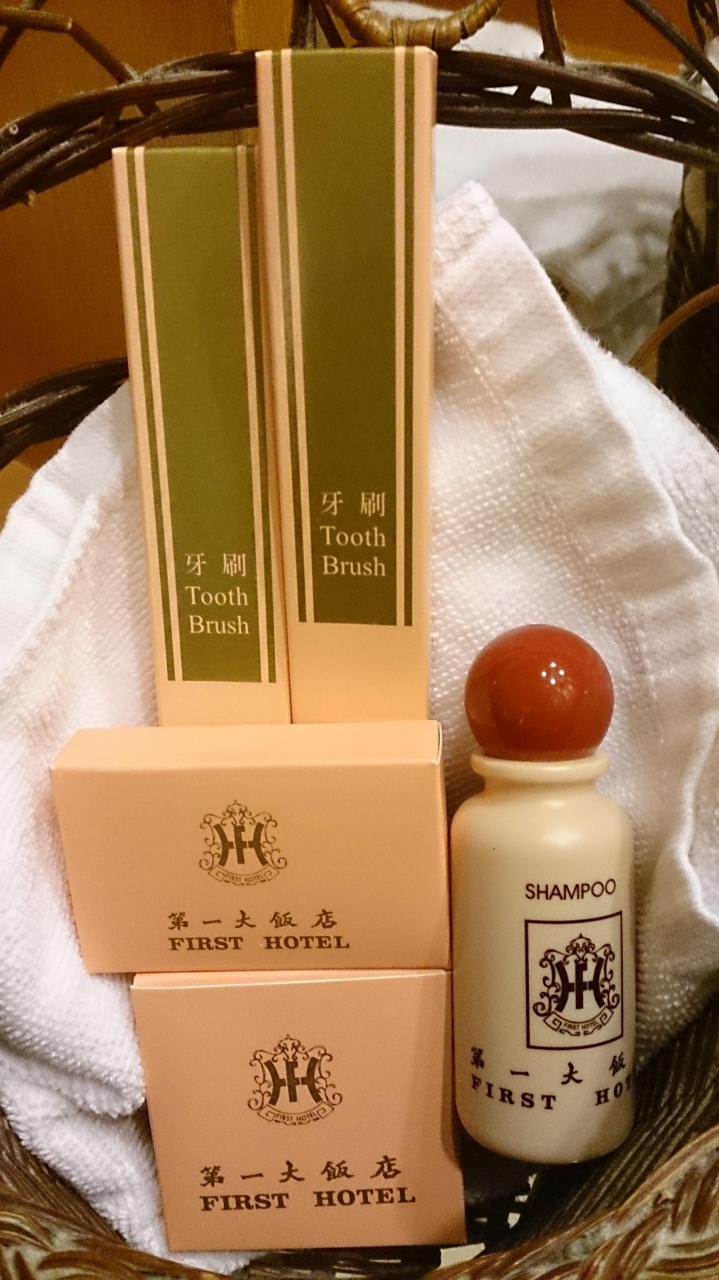 牙刷
Tooth
Brush
牙刷
Tooth
Brush
FIRST HOTEL
第一大飯店
FIRST HOTEL
SHAMPOO
FIRST HOTEL
第一大飯
FIRST HOT
FIRST HOTEL
第一大飯店
FIRST HOTEL